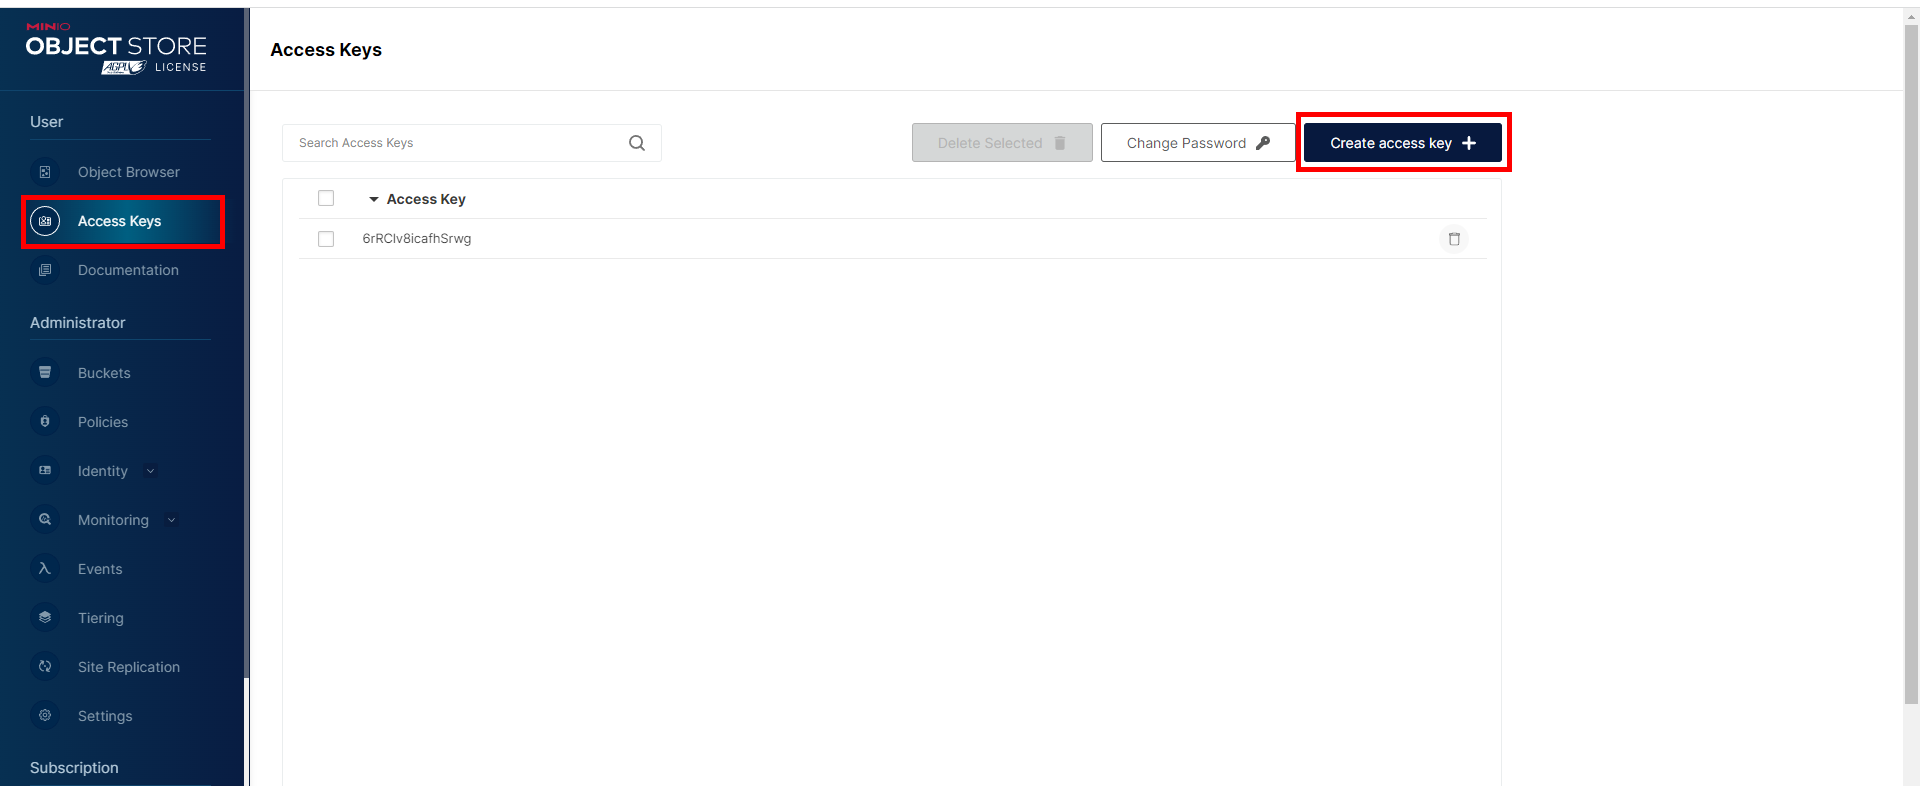 MINIO
OBJECT STORE
AGPLv3 LICENSE
Access Keys
User
Object Browser
Access Keys
Documentation
Administrator
Buckets
Policies
Identity
Monitoring
Events
Tiering
Site Replication
Settings
Subscription
Search Access Keys
Delete Selected
Change Password
Create access key
Access Key
6rRCIv8icafhSrwg